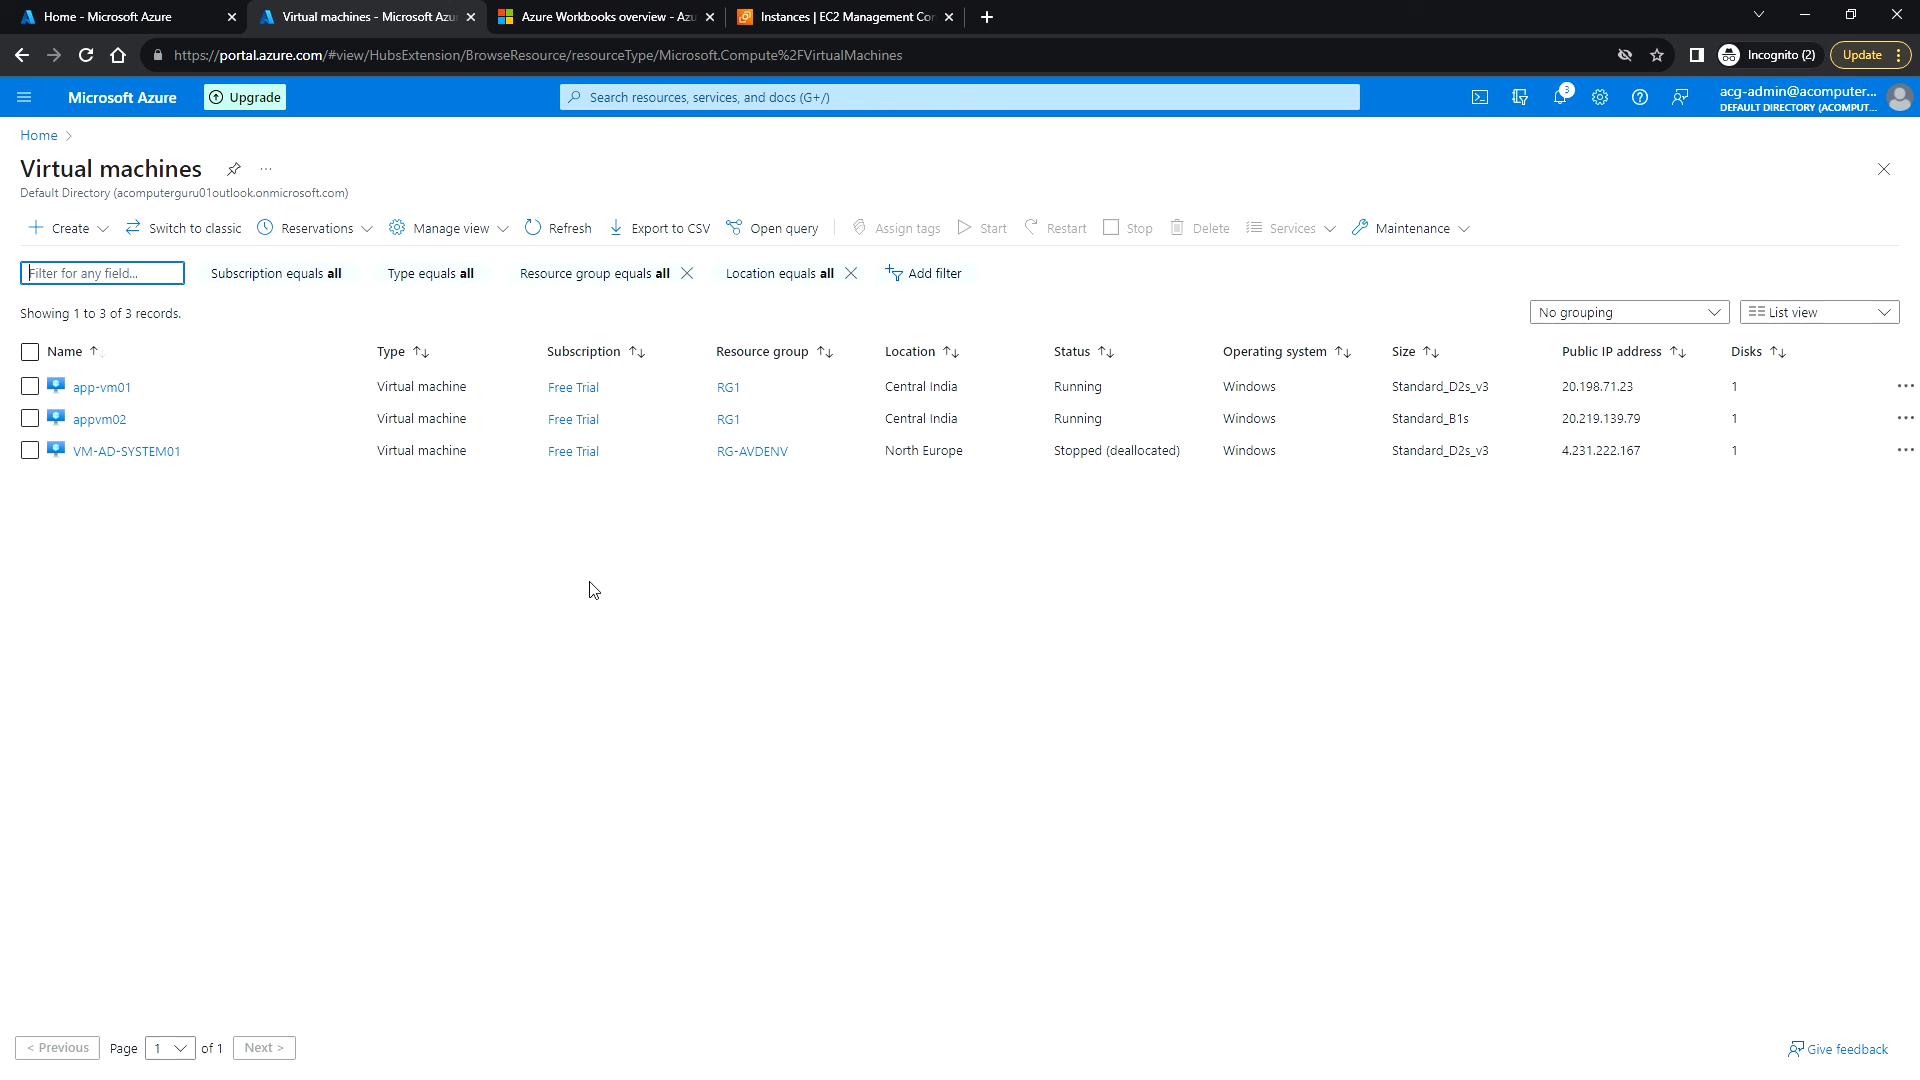 Home - Microsoft Azure
Virtual machines - Microsoft Azu
Azure Workbooks overview - Azu
Instances | EC2 Management Con
https://portal.azure.com/#view/HubsExtension/BrowseResource/resourceType/Microsoft.Compute%2FVirtualMachines
Incognito (2)
Update
Microsoft Azure
Upgrade
Search resources, services, and docs (G+/)
3
acg-admin@acomputer...
DEFAULT DIRECTORY (ACOMPUT...
Home
Virtual machines
Default Directory (acomputerguru01outlook.onmicrosoft.com)
Create Switch to classic Reservations Manage view Refresh Export to CSV Open query Assign tags Start Restart Stop Delete Services Maintenance
Filter for any field... Subscription equals all Type equals all Resource group equals all Location equals all Add filter
Showing 1 to 3 of 3 records.
No grouping List view
Name Type Subscription Resource group Location Status Operating system Size Public IP address Disks
app-vm01 Virtual machine Free Trial RG1 Central India Running Windows Standard_D2s_v3 20.198.71.23 1
appvm02 Virtual machine Free Trial RG1 Central India Running Windows Standard_B1s 20.219.139.79 1
VM-AD-SYSTEM01 Virtual machine Free Trial RG-AVDENV North Europe Stopped (deallocated) Windows Standard_D2s_v3 4.231.222.167 1
< Previous Page 1 of 1 Next >
Give feedback